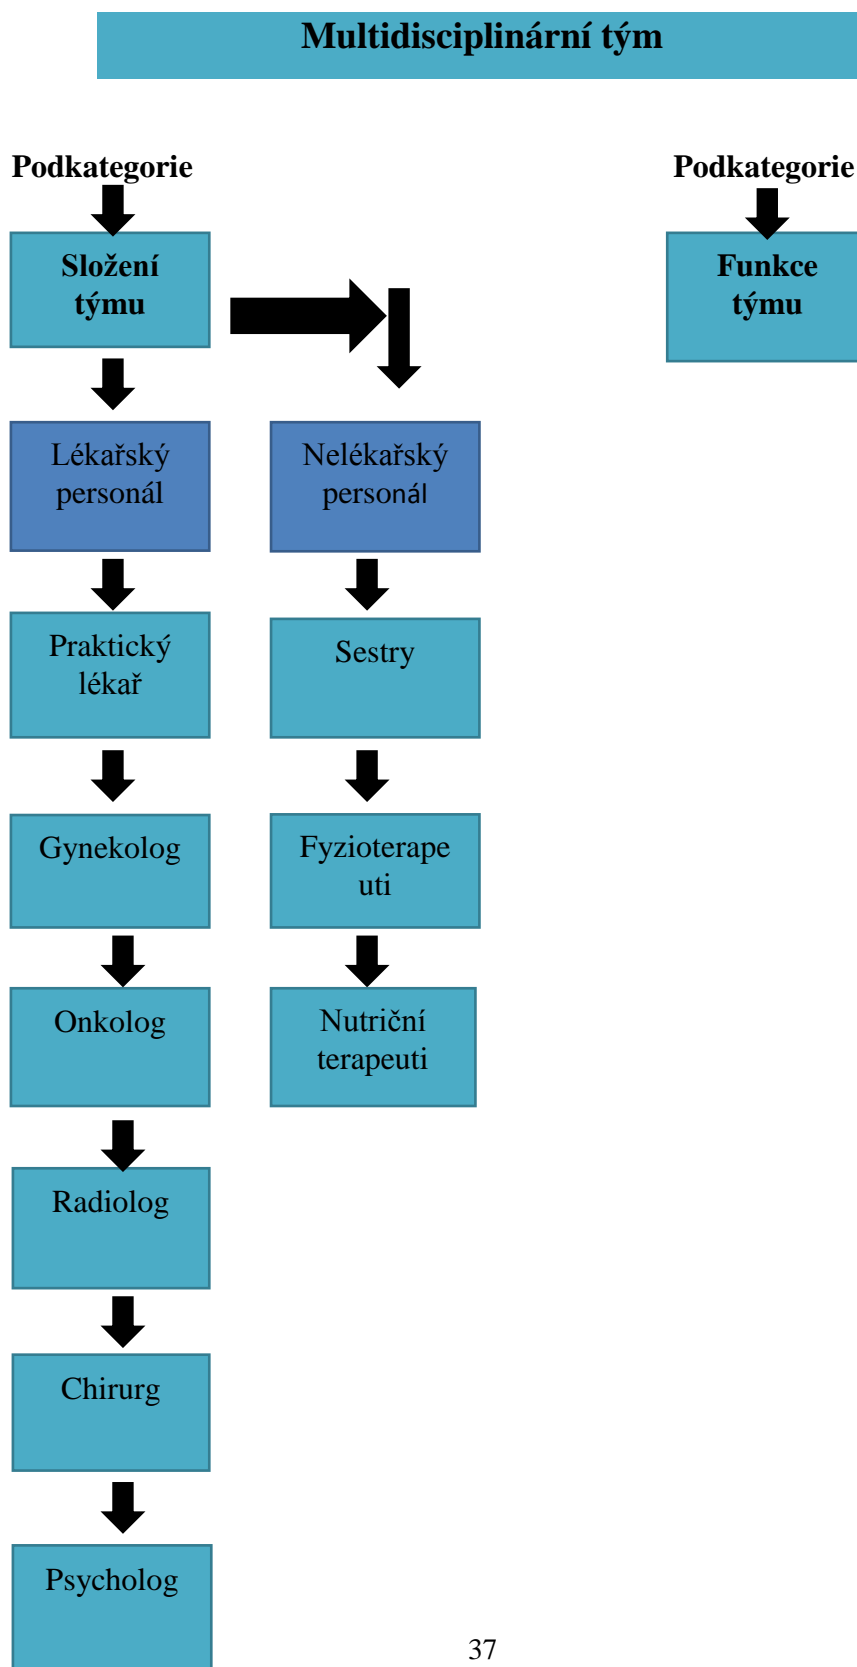 Multidisciplinární tým
Podkategorie
Podkategorie
Složení
týmu
Funkce
týmu
Lékařský
personál
Nelékařský
personál
Praktický
lékař
Sestry
Gynekolog
Fyzioterape
uti
Onkolog
Nutriční
terapeuti
Radiolog
Chirurg
Psycholog
37